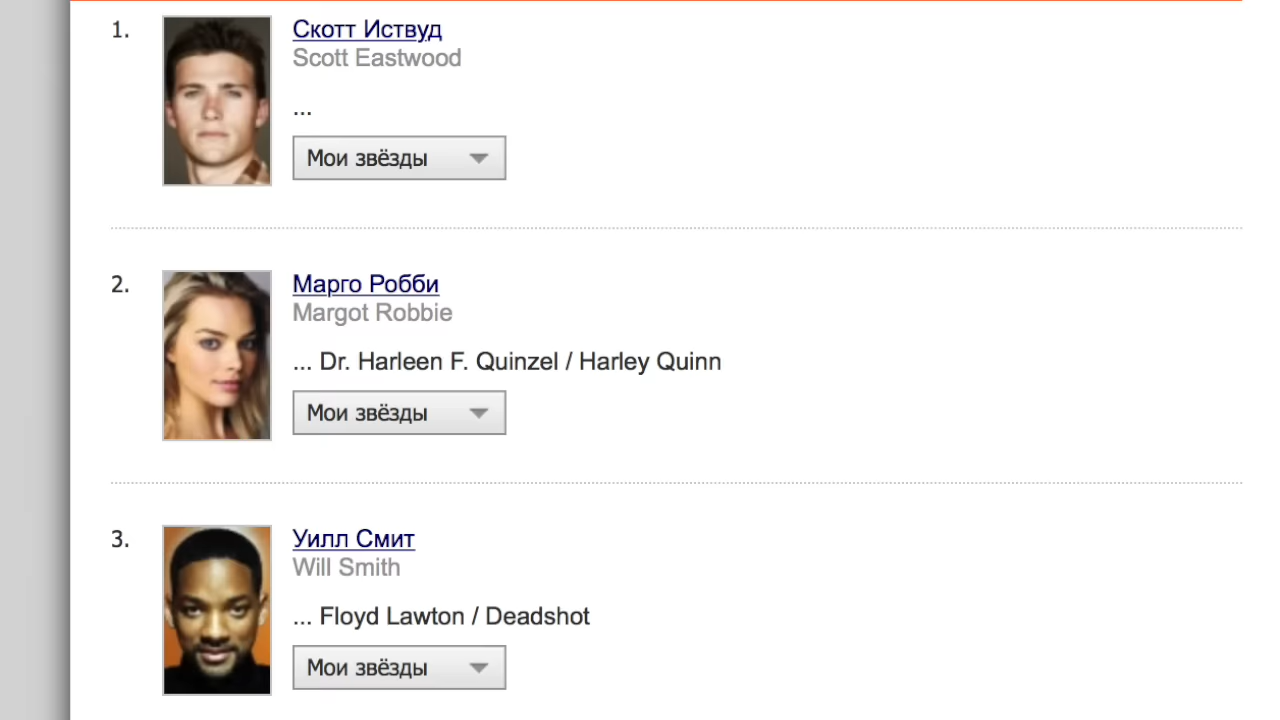 1.
Скотт Иствуд
Scott Eastwood
...
Мои звёзды
2.
Марго Робби
Margot Robbie
... Dr. Harleen F. Quinzel / Harley Quinn
Мои звёзды
3.
Уилл Смит
Will Smith
... Floyd Lawton / Deadshot
Мои звёзды